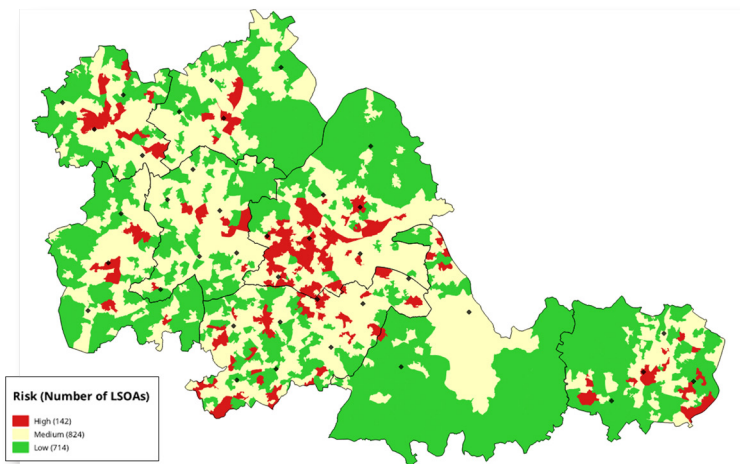 Risk (Number of LSOAs)
High (142)
Medium (824)
Low (714)